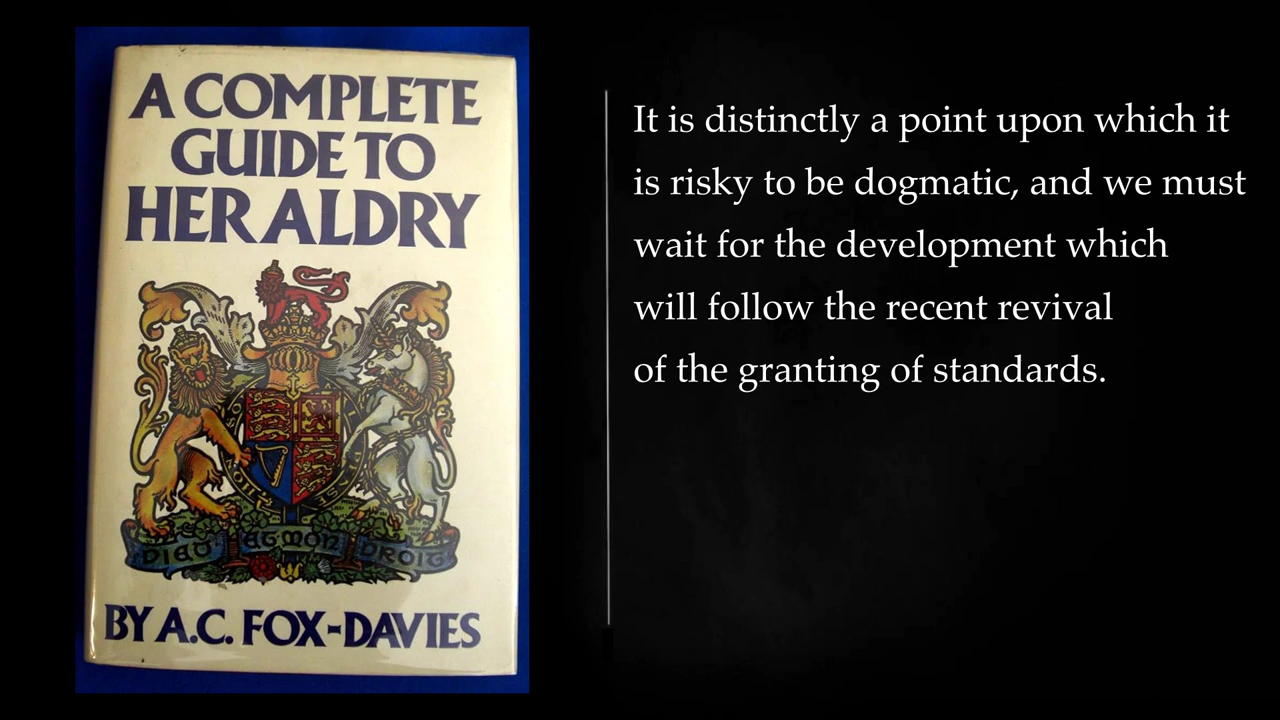 A COMPLETE
GUIDE TO
HERALDRY
DIEU ET MON DROIT
BY A.C. FOX-DAVIES
It is distinctly a point upon which it
is risky to be dogmatic, and we must
wait for the development which
will follow the recent revival
of the granting of standards.